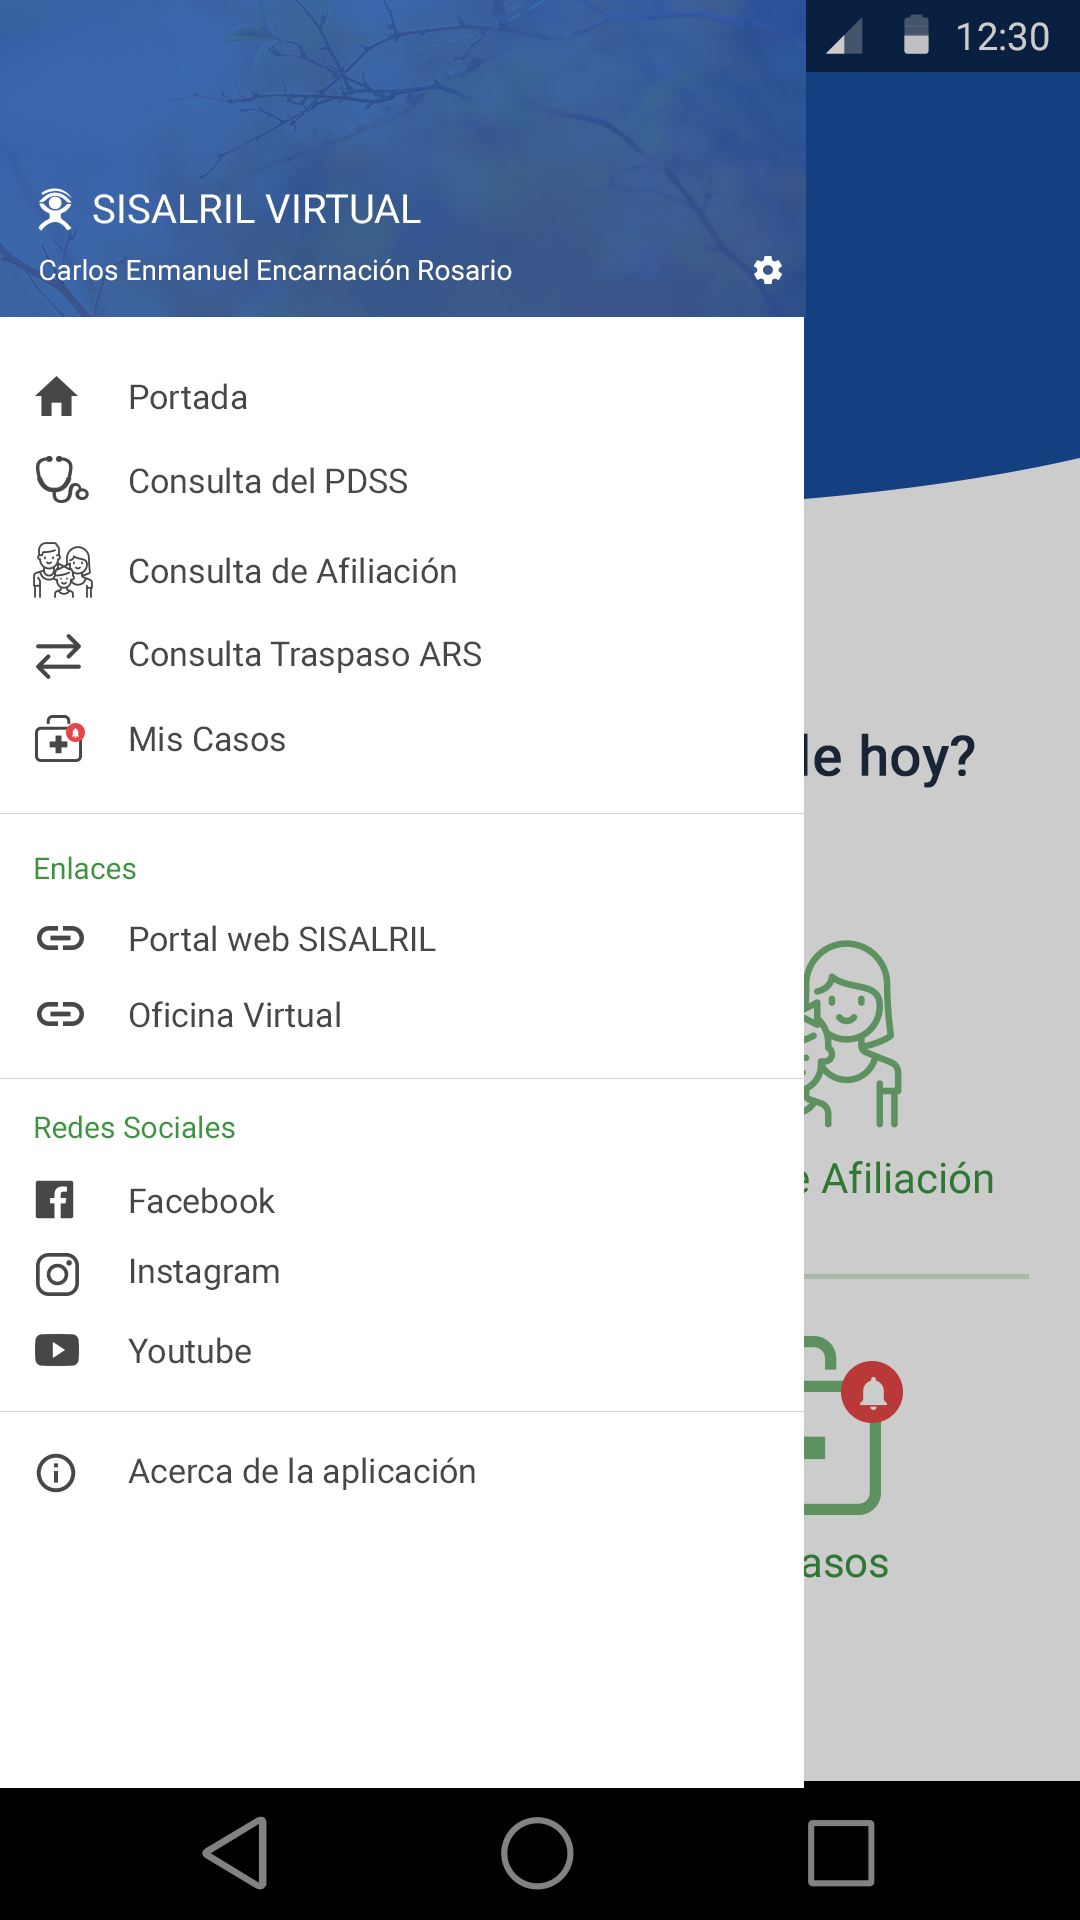 12:30
SISALRIL VIRTUAL
Carlos Enmanuel Encarnación Rosario
Portada
Consulta del PDSS
Consulta de Afiliación
Consulta Traspaso ARS
Mis Casos
Enlaces
Portal web SISALRIL
Oficina Virtual
Redes Sociales
Facebook
Instagram
Youtube
Acerca de la aplicación
le hoy?
e Afiliación
asos